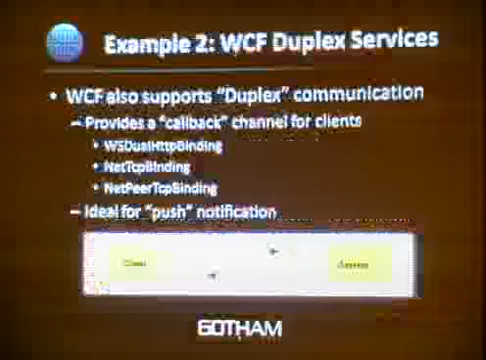 Example 2: WCF Duplex Services
• WCF also supports "Duplex" communication
– Provides a "callback" channel for clients
• WSDualHttpBinding
• NetTcpBinding
• NetPeerTcpBinding
– Ideal for "push" notification
Client
GOTHAM